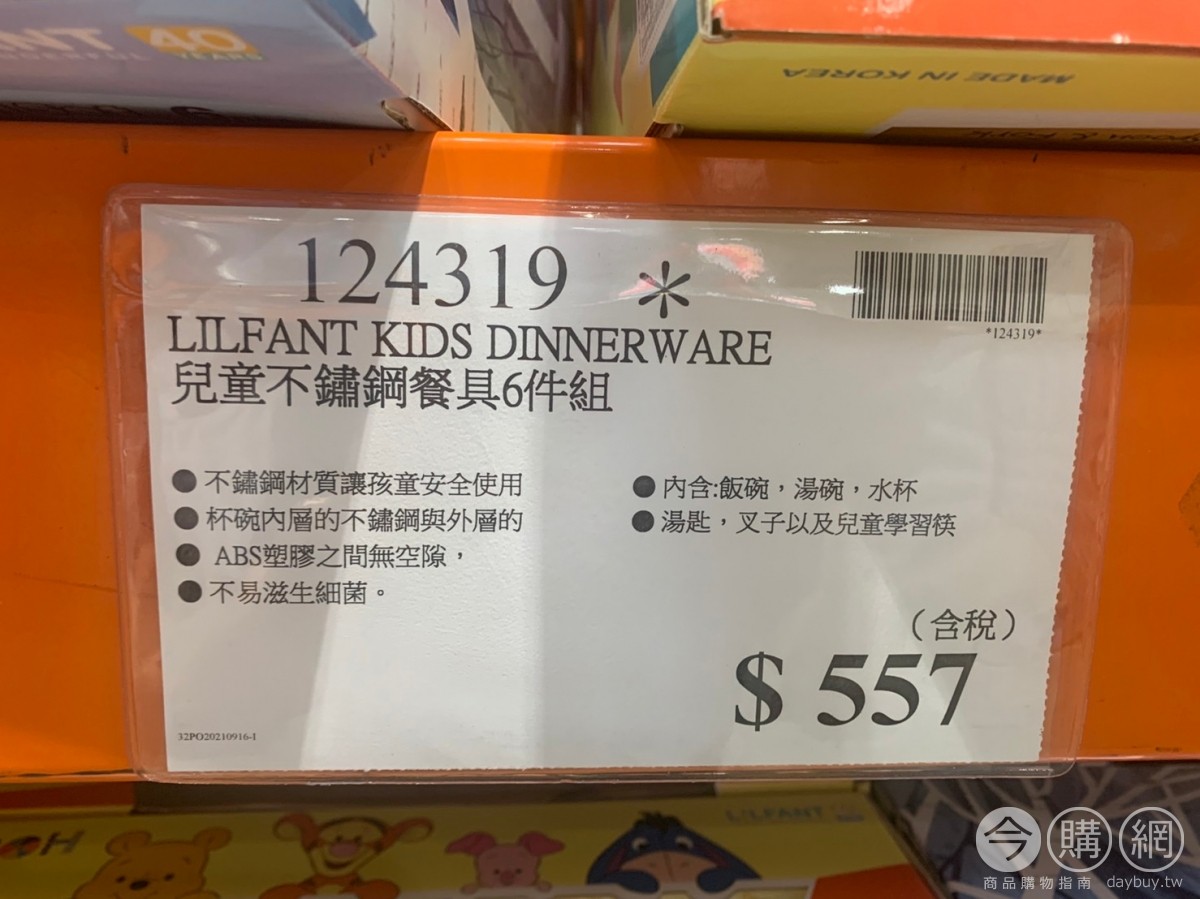 40
YEARS
MADE IN KOREA
124319 *
*124319*
LILFANT KIDS DINNERWARE
兒童不鏽鋼餐具6件組
● 不鏽鋼材質讓孩童安全使用
● 杯碗內層的不鏽鋼與外層的
● ABS塑膠之間無空隙，
● 不易滋生細菌。
● 內含:飯碗，湯碗，水杯
● 湯匙，叉子以及兒童學習筷
（含稅）
$ 557
32PO20210916-1
LILFANT
今購網
商品購物指南 daybuy.tw